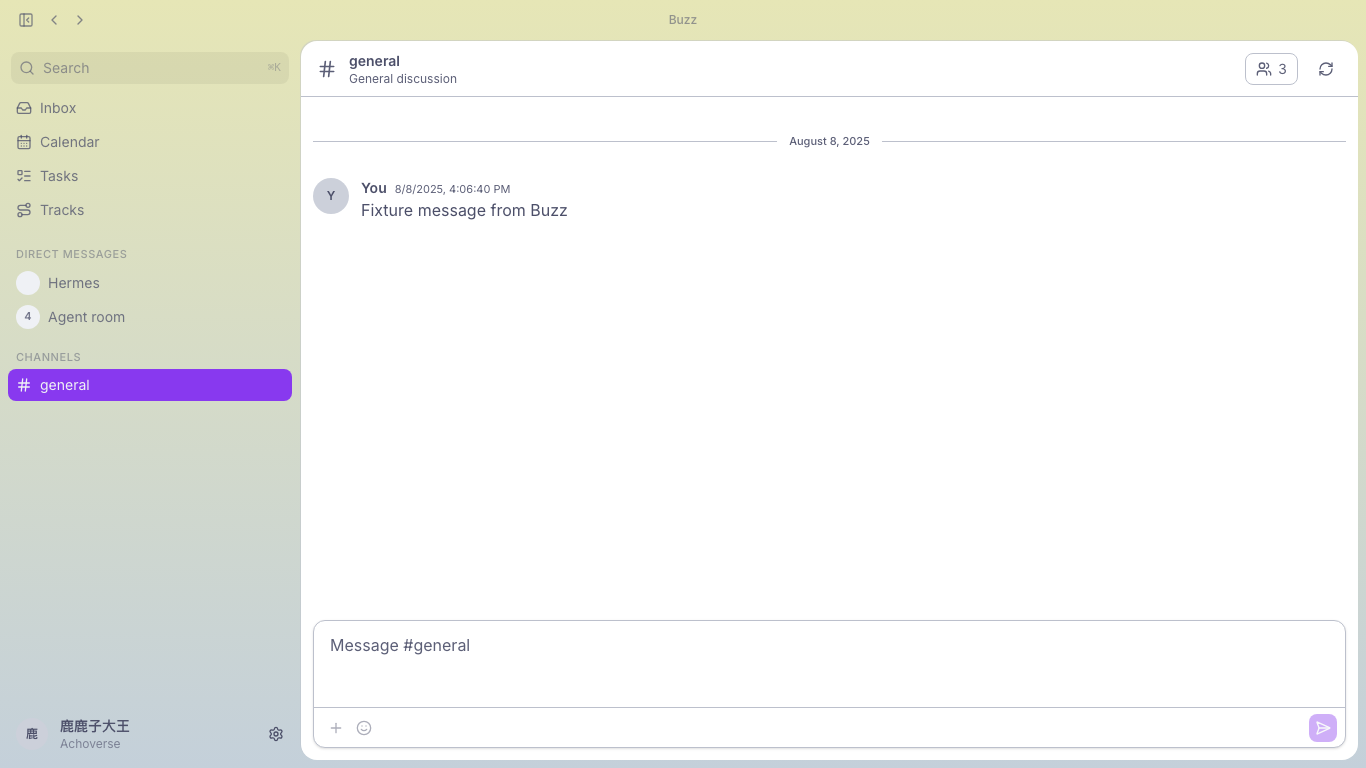 Buzz
Search ⌘K
Inbox
Calendar
Tasks
Tracks
DIRECT MESSAGES
Hermes
4 Agent room
CHANNELS
general
鹿 鹿鹿子大王
Achoverse
general
General discussion
3
August 8, 2025
Y You 8/8/2025, 4:06:40 PM
Fixture message from Buzz
Message #general